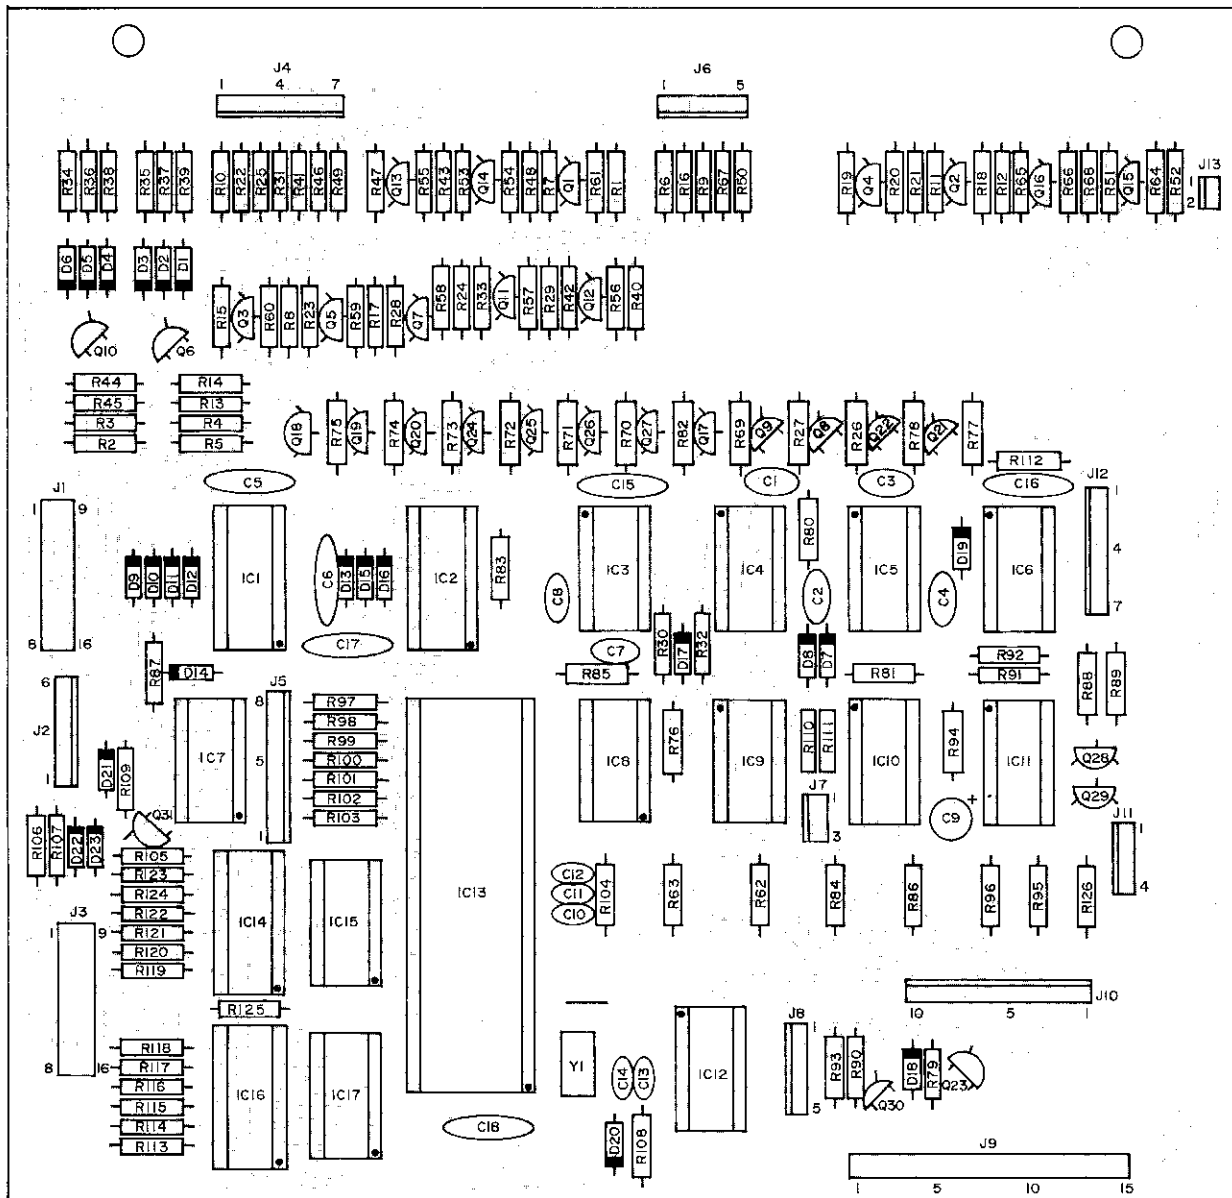 J4
1 4 7
J6
1 5
R34 R36 R38 R35 R37 R39 R10 R22 R25 R31 R41 R46 R49 R47 Q13 R55 R43 R53 Q14 R54 R48 R7 Q1 R61 R1 R6 R16 R9 R67 R50 R19 Q4 R20 R21 R11 Q2 R18 R12 R65 Q16 R66 R68 R51 Q15 R64 R52
J13
1
2
D6 D5 D4 D3 D2 D1
R15 Q3 R60 R8 R23 Q5 R59 R17 R28 Q7 R58 R24 R33 Q11 R57 R29 R42 Q12 R56 R40
Q10 Q6
R44 R14
R45 R13
R3 R4
R2 R5
Q18 R75 Q19 R74 Q20 R73 Q24 R72 Q25 R71 Q26 R70 Q27 R82 Q17 R69 Q9 R27 Q8 R26 Q22 R78 Q21 R77
R112
C5 C15 C1 C3 C16
J1
1 9
8 16
J12
1
4
7
D9 D10 D11 D12 IC1 C6 D13 D15 D16 IC2 R83 C8 IC3 IC4 R80 C2 IC5 C4 D19 IC6
C17 C7 R30 D17 R32 D8 D7
R92
R87 D14 R85 R81 R91 R88 R89
J2
6
1
J5
8
5
1
R97
R98
R99
R100
R101
R102
R103
IC7 IC8 R76 IC9 R110 R111 IC10 R94 IC11 Q28
D21 R109 Q29
J7
1
3
C9 +
J11
1
4
Q31
R106 R107 D22 D23
R105
R123
R124
R122
R121
R120
R119
J3
1 9
8 16
IC14 IC15 IC13
C12
C11
C10
R104 R63 R62 R84 R86 R96 R95 R126
R125
J10
10 5 1
R118
R117
R116
R115
R114
R113
IC16 IC17 C18 Y1 C14 C13 IC12
J8
1
5
R93 R90 Q30 D18 R79 Q23
D20 R108
J9
1 5 10 15